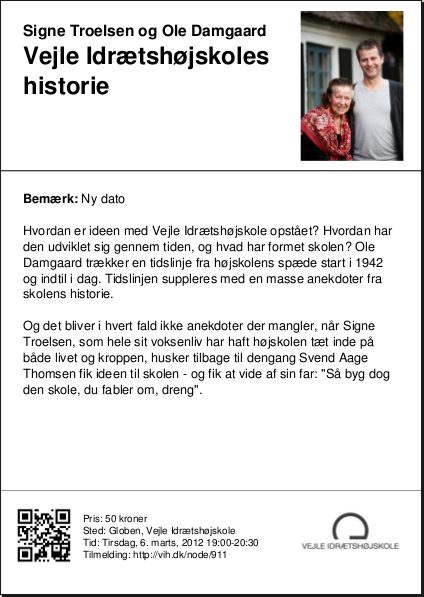 Signe Troelsen og Ole Damgaard
Vejle Idrætshøjskoles
historie
Bemærk: Ny dato
Hvordan er ideen med Vejle Idrætshøjskole opstået? Hvordan har
den udviklet sig gennem tiden, og hvad har formet skolen? Ole
Damgaard trækker en tidslinje fra højskolens spæde start i 1942
og indtil i dag. Tidslinjen suppleres med en masse anekdoter fra
skolens historie.
Og det bliver i hvert fald ikke anekdoter der mangler, når Signe
Troelsen, som hele sit voksenliv har haft højskolen tæt inde på
både livet og kroppen, husker tilbage til dengang Svend Aage
Thomsen fik ideen til skolen - og fik at vide af sin far: "Så byg dog
den skole, du fabler om, dreng".
Pris: 50 kroner
Sted: Globen, Vejle Idrætshøjskole
Tid: Tirsdag, 6. marts, 2012 19:00-20:30
Tilmelding: http://vih.dk/node/911
VEJLE IDRÆTSHØJSKOLE